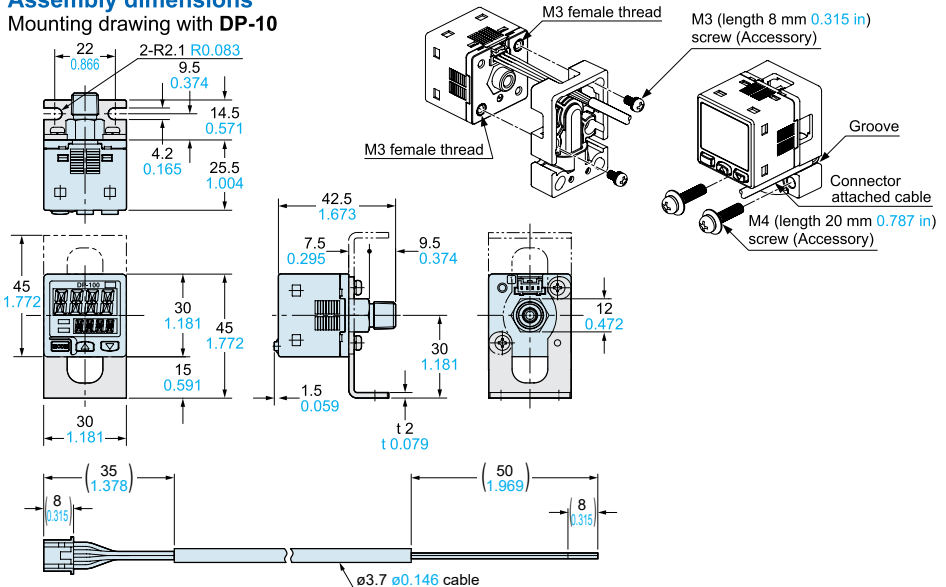 Assembly dimensions
Mounting drawing with DP-10
22
0.866
2-R2.1 R0.083
9.5
0.374
14.5
0.571
4.2
0.165
25.5
1.004
M3 female thread
M3 (length 8 mm 0.315 in)
screw (Accessory)
M3 female thread
Groove
Connector
attached cable
M4 (length 20 mm 0.787 in)
screw (Accessory)
42.5
1.673
7.5
0.295
9.5
0.374
45
1.772
DP-100
30
1.181
45
1.772
15
0.591
30
1.181
1.5
0.059
30
1.181
t 2
t 0.079
12
0.472
(35
1.378)
(8
0.315)
(50
1.969)
(8
0.315)
ø3.7 ø0.146 cable